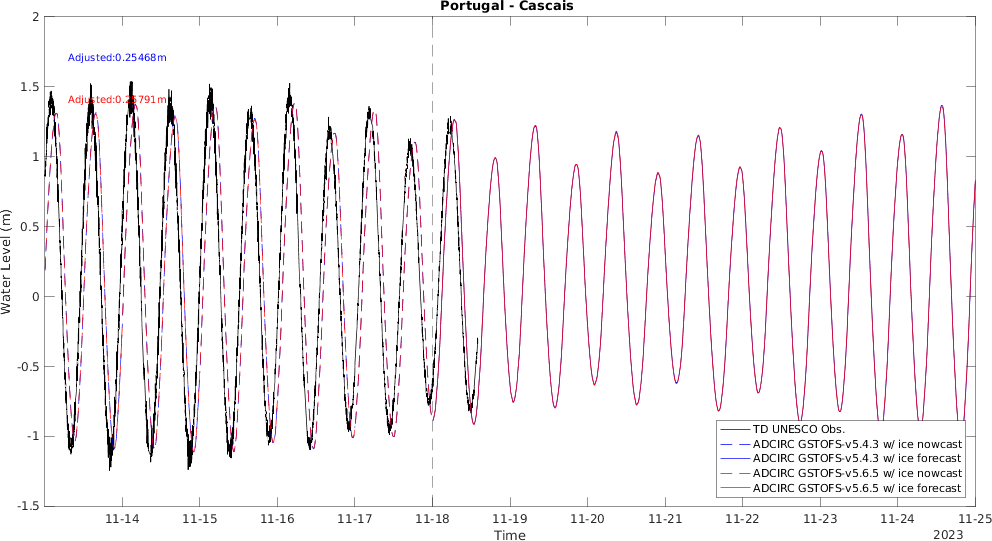 Portugal - Cascais
2
Adjusted:0.25468m
1.5
Adjusted:0.25791m
1
0.5
Water Level (m)
0
-0.5
-1
-1.5
TD UNESCO Obs.
ADCIRC GSTOFS-v5.4.3 w/ ice nowcast
ADCIRC GSTOFS-v5.4.3 w/ ice forecast
ADCIRC GSTOFS-v5.6.5 w/ ice nowcast
ADCIRC GSTOFS-v5.6.5 w/ ice forecast
11-14 11-15 11-16 11-17 11-18 11-19 11-20 11-21 11-22 11-23 11-24 11-25
Time
2023